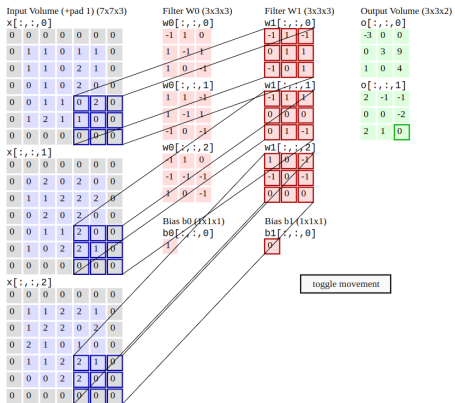 Input Volume (+pad 1) (7x7x3)
x[:,:,0]
0 0 0 0 0 0 0
0 1 1 0 1 1 0
0 1 1 0 2 1 0
0 0 1 0 2 0 0
0 0 1 1 0 2 0
0 1 2 1 1 0 0
0 0 0 0 0 0 0
x[:,:,1]
0 0 0 0 0 0 0
0 0 2 0 2 0 0
0 1 1 2 2 2 0
0 0 2 0 2 0 0
0 0 1 1 2 0 0
0 1 0 2 2 1 0
0 0 0 0 0 0 0
x[:,:,2]
0 0 0 0 0 0 0
0 1 1 2 2 1 0
0 1 2 2 0 2 0
0 2 1 0 1 0 0
0 1 1 2 2 1 0
0 0 0 2 2 0 0
0 0 0 0 0 0 0
Filter W0 (3x3x3)
w0[:,:,0]
-1 1 0
1 -1 1
1 0 -1
w0[:,:,1]
1 1 -1
1 -1 1
-1 0 -1
w0[:,:,2]
1 1 0
-1 -1 -1
1 0 -1
Bias b0 (1x1x1)
b0[:,:,0]
1
Filter W1 (3x3x3)
w1[:,:,0]
-1 1 -1
0 1 1
-1 0 1
w1[:,:,1]
-1 1 1
0 0 0
0 1 -1
w1[:,:,2]
1 0 -1
-1 0 -1
0 0 0
Bias b1 (1x1x1)
b1[:,:,0]
0
Output Volume (3x3x2)
o[:,:,0]
-3 0 0
0 3 9
1 0 4
o[:,:,1]
2 -1 -1
0 0 -2
2 1 0
toggle movement